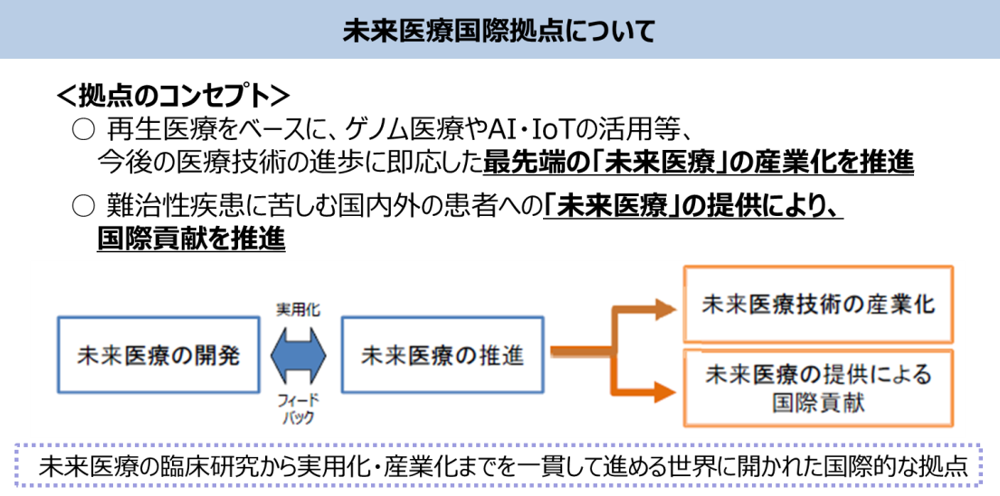 未来医療国際拠点について
＜拠点のコンセプト＞
○ 再生医療をベースに、ゲノム医療やAI・IoTの活用等、
今後の医療技術の進歩に即応した最先端の「未来医療」の産業化を推進
○ 難治性疾患に苦しむ国内外の患者への「未来医療」の提供により、
国際貢献を推進
未来医療の開発
実用化
フィード
バック
未来医療の推進
未来医療技術の産業化
未来医療の提供による
国際貢献
未来医療の臨床研究から実用化・産業化までを一貫して進める世界に開かれた国際的な拠点